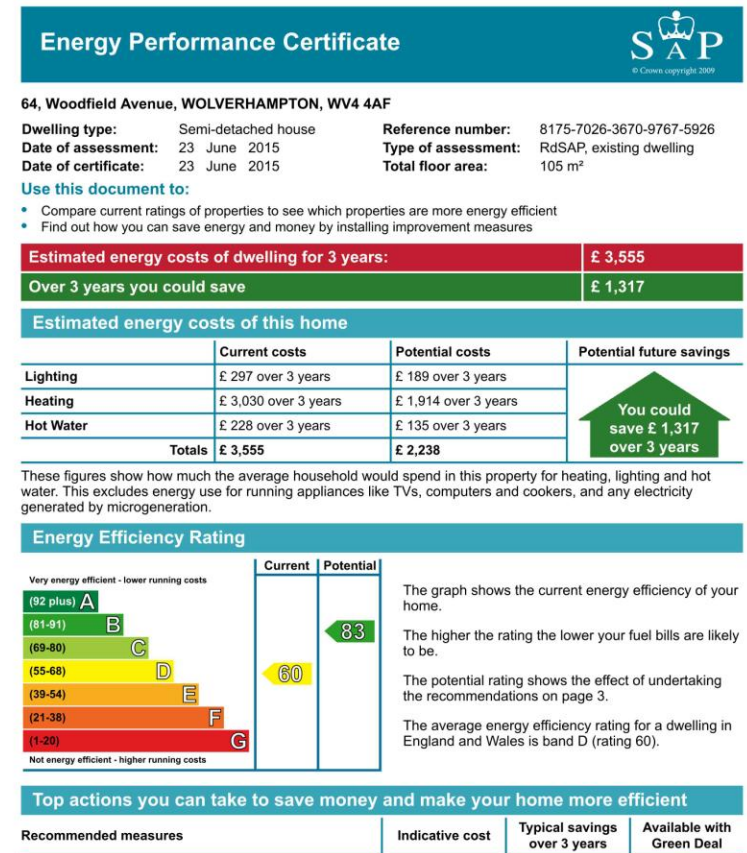 Energy Performance Certificate
SAP
© Crown copyright 2009
64, Woodfield Avenue, WOLVERHAMPTON, WV4 4AF
Dwelling type: Semi-detached house Reference number: 8175-7026-3670-9767-5926
Date of assessment: 23 June 2015 Type of assessment: RdSAP, existing dwelling
Date of certificate: 23 June 2015 Total floor area: 105 m²
Use this document to:
• Compare current ratings of properties to see which properties are more energy efficient
• Find out how you can save energy and money by installing improvement measures
Estimated energy costs of dwelling for 3 years: £ 3,555
Over 3 years you could save £ 1,317
Estimated energy costs of this home
Current costs Potential costs Potential future savings
Lighting £ 297 over 3 years £ 189 over 3 years
Heating £ 3,030 over 3 years £ 1,914 over 3 years
Hot Water £ 228 over 3 years £ 135 over 3 years
Totals £ 3,555 £ 2,238
You could
save £ 1,317
over 3 years
These figures show how much the average household would spend in this property for heating, lighting and hot
water. This excludes energy use for running appliances like TVs, computers and cookers, and any electricity
generated by microgeneration.
Energy Efficiency Rating
Current Potential
Very energy efficient - lower running costs
(92 plus) A
(81-91) B
(69-80) C
(55-68) D
(39-54) E
(21-38) F
(1-20) G
Not energy efficient - higher running costs
60
83
The graph shows the current energy efficiency of your
home.
The higher the rating the lower your fuel bills are likely
to be.
The potential rating shows the effect of undertaking
the recommendations on page 3.
The average energy efficiency rating for a dwelling in
England and Wales is band D (rating 60).
Top actions you can take to save money and make your home more efficient
Recommended measures Indicative cost Typical savings
over 3 years Available with
Green Deal